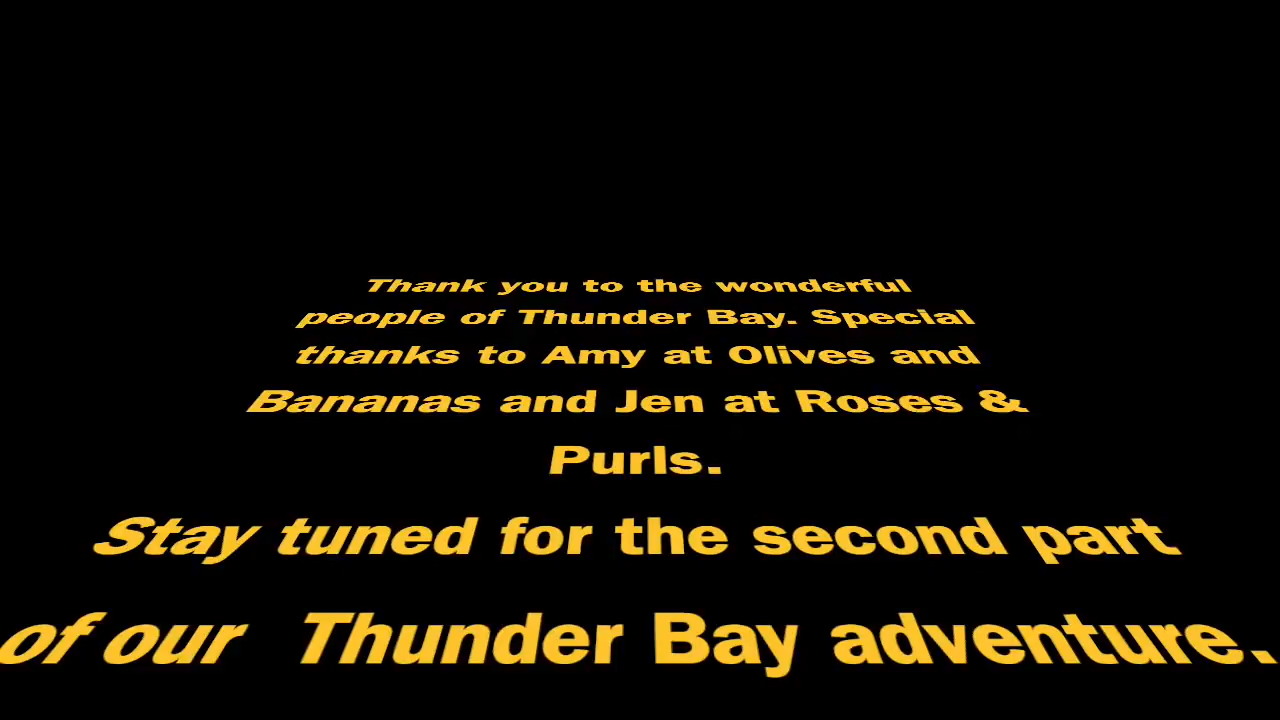 Thank you to the wonderful
people of Thunder Bay. Special
thanks to Amy at Olives and
Bananas and Jen at Roses &
Purls.
Stay tuned for the second part
of our  Thunder Bay adventure.